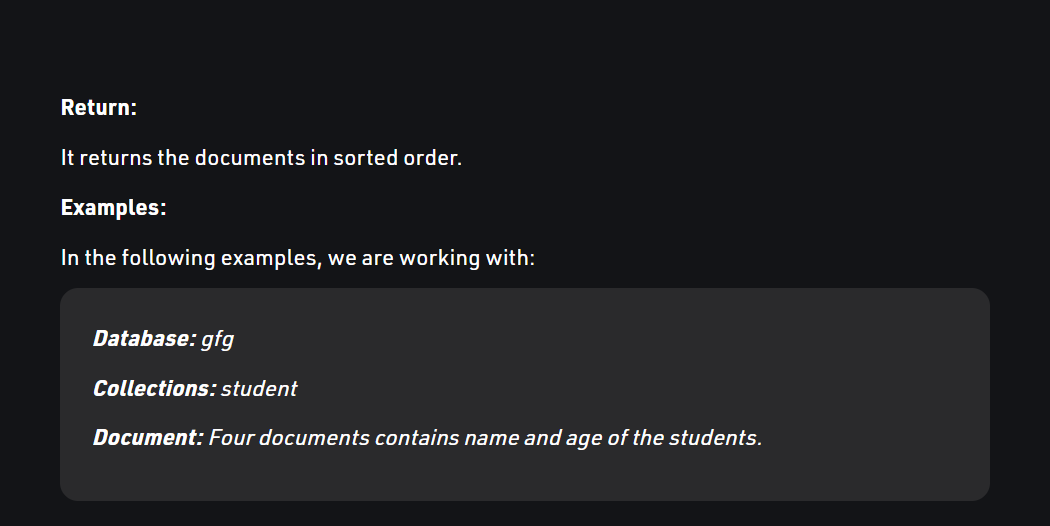 Return:
It returns the documents in sorted order.
Examples:
In the following examples, we are working with:
Database: gfg
Collections: student
Document: Four documents contains name and age of the students.